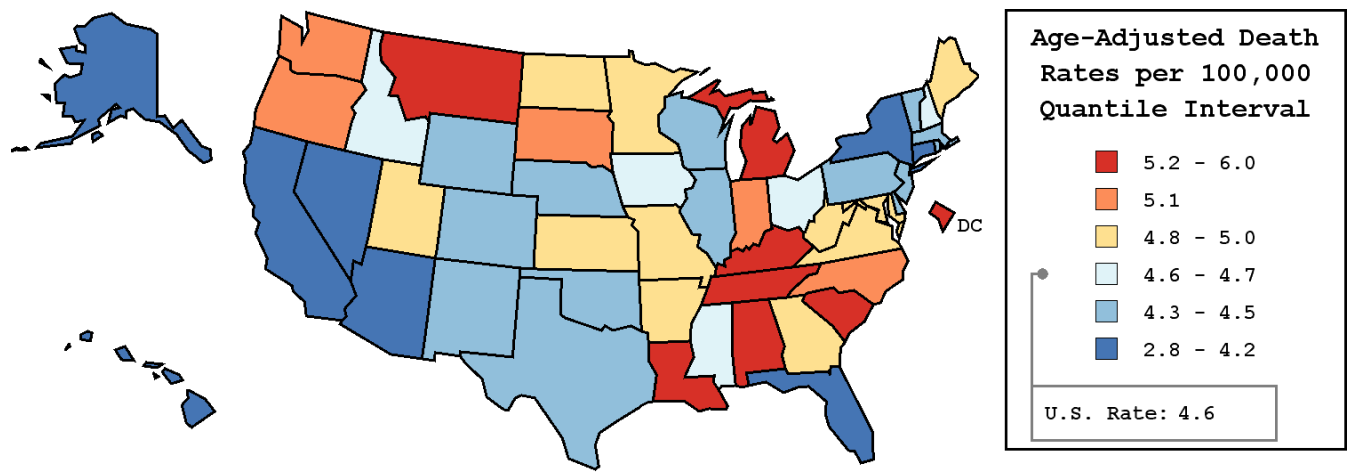 DC
Age-Adjusted Death
Rates per 100,000
Quantile Interval
5.2 - 6.0
5.1
4.8 - 5.0
4.6 - 4.7
4.3 - 4.5
2.8 - 4.2
U.S. Rate: 4.6